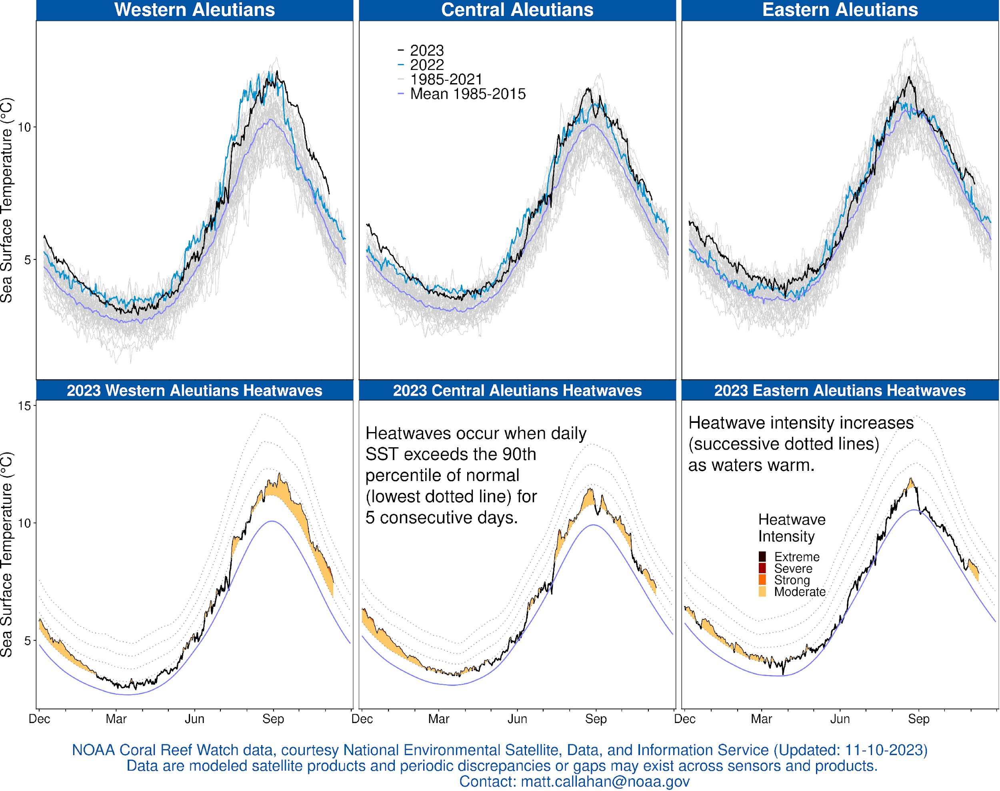 Western Aleutians
Central Aleutians
Eastern Aleutians
2023
2022
1985-2021
Mean 1985-2015
Sea Surface Temperature (°C)
10
5
2023 Western Aleutians Heatwaves
2023 Central Aleutians Heatwaves
2023 Eastern Aleutians Heatwaves
Sea Surface Temperature (°C)
15
10
5
Heatwaves occur when daily
SST exceeds the 90th
percentile of normal
(lowest dotted line) for
5 consecutive days.
Heatwave intensity increases
(successive dotted lines)
as waters warm.
Heatwave
Intensity
Extreme
Severe
Strong
Moderate
Dec Mar Jun Sep
Dec Mar Jun Sep
Dec Mar Jun Sep
NOAA Coral Reef Watch data, courtesy National Environmental Satellite, Data, and Information Service (Updated: 11-10-2023)
Data are modeled satellite products and periodic discrepancies or gaps may exist across sensors and products.
Contact: matt.callahan@noaa.gov